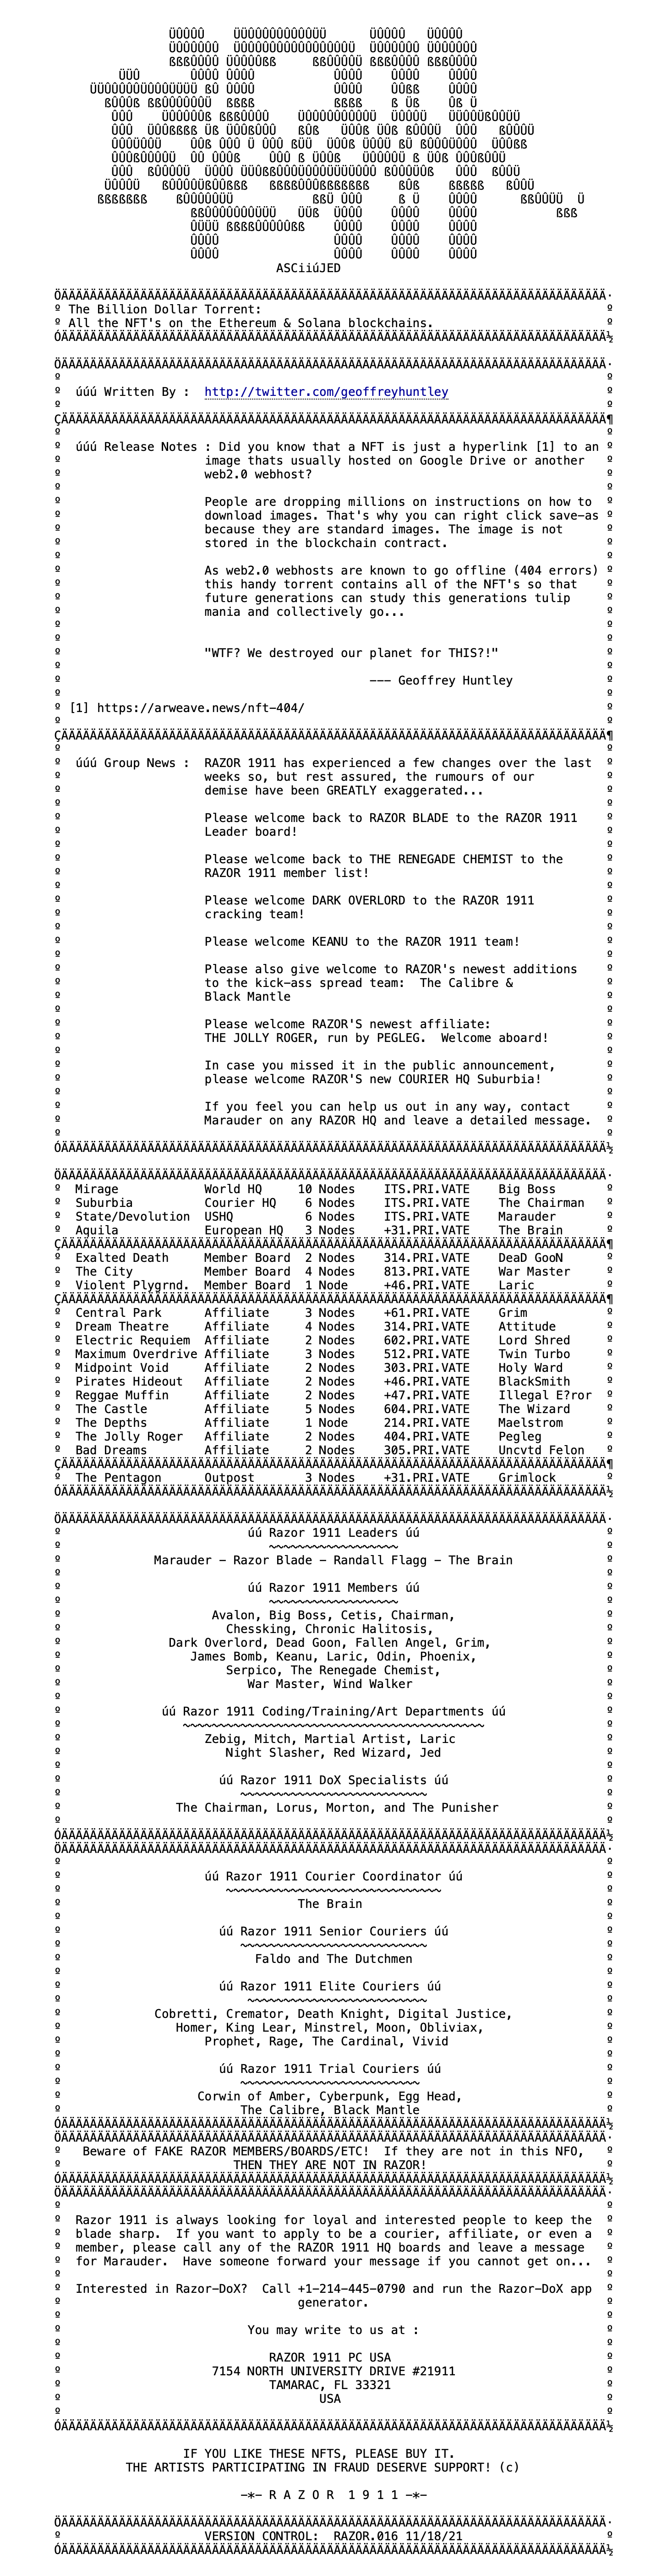 ASCiiúJED
The Billion Dollar Torrent:
All the NFT's on the Ethereum & Solana blockchains.
úúú Written By : http://twitter.com/geoffreyhuntley
úúú Release Notes : Did you know that a NFT is just a hyperlink [1] to an
image thats usually hosted on Google Drive or another
web2.0 webhost?
People are dropping millions on instructions on how to
download images. That's why you can right click save-as
because they are standard images. The image is not
stored in the blockchain contract.
As web2.0 webhosts are known to go offline (404 errors)
this handy torrent contains all of the NFT's so that
future generations can study this generations tulip
mania and collectively go...
"WTF? We destroyed our planet for THIS?!"
--- Geoffrey Huntley
[1] https://arweave.news/nft-404/
úúú Group News : RAZOR 1911 has experienced a few changes over the last
weeks so, but rest assured, the rumours of our
demise have been GREATLY exaggerated...
Please welcome back to RAZOR BLADE to the RAZOR 1911
Leader board!
Please welcome back to THE RENEGADE CHEMIST to the
RAZOR 1911 member list!
Please welcome DARK OVERLORD to the RAZOR 1911
cracking team!
Please welcome KEANU to the RAZOR 1911 team!
Please also give welcome to RAZOR's newest additions
to the kick-ass spread team: The Calibre &
Black Mantle
Please welcome RAZOR'S newest affiliate:
THE JOLLY ROGER, run by PEGLEG. Welcome aboard!
In case you missed it in the public announcement,
please welcome RAZOR'S new COURIER HQ Suburbia!
If you feel you can help us out in any way, contact
Marauder on any RAZOR HQ and leave a detailed message.
Mirage World HQ 10 Nodes ITS.PRI.VATE Big Boss
Suburbia Courier HQ 6 Nodes ITS.PRI.VATE The Chairman
State/Devolution USHQ 6 Nodes ITS.PRI.VATE Marauder
Aquila European HQ 3 Nodes +31.PRI.VATE The Brain
Exalted Death Member Board 2 Nodes 314.PRI.VATE DeaD GooN
The City Member Board 4 Nodes 813.PRI.VATE War Master
Violent Plygrnd. Member Board 1 Node +46.PRI.VATE Laric
Central Park Affiliate 3 Nodes +61.PRI.VATE Grim
Dream Theatre Affiliate 4 Nodes 314.PRI.VATE Attitude
Electric Requiem Affiliate 2 Nodes 602.PRI.VATE Lord Shred
Maximum Overdrive Affiliate 3 Nodes 512.PRI.VATE Twin Turbo
Midpoint Void Affiliate 2 Nodes 303.PRI.VATE Holy Ward
Pirates Hideout Affiliate 2 Nodes +46.PRI.VATE BlackSmith
Reggae Muffin Affiliate 2 Nodes +47.PRI.VATE Illegal E?ror
The Castle Affiliate 5 Nodes 604.PRI.VATE The Wizard
The Depths Affiliate 1 Node 214.PRI.VATE Maelstrom
The Jolly Roger Affiliate 2 Nodes 404.PRI.VATE Pegleg
Bad Dreams Affiliate 2 Nodes 305.PRI.VATE Uncvtd Felon
The Pentagon Outpost 3 Nodes +31.PRI.VATE Grimlock
úú Razor 1911 Leaders úú
Marauder - Razor Blade - Randall Flagg - The Brain
úú Razor 1911 Members úú
Avalon, Big Boss, Cetis, Chairman,
Chessking, Chronic Halitosis,
Dark Overlord, Dead Goon, Fallen Angel, Grim,
James Bomb, Keanu, Laric, Odin, Phoenix,
Serpico, The Renegade Chemist,
War Master, Wind Walker
úú Razor 1911 Coding/Training/Art Departments úú
Zebig, Mitch, Martial Artist, Laric
Night Slasher, Red Wizard, Jed
úú Razor 1911 DoX Specialists úú
The Chairman, Lorus, Morton, and The Punisher
úú Razor 1911 Courier Coordinator úú
The Brain
úú Razor 1911 Senior Couriers úú
Faldo and The Dutchmen
úú Razor 1911 Elite Couriers úú
Cobretti, Cremator, Death Knight, Digital Justice,
Homer, King Lear, Minstrel, Moon, Obliviax,
Prophet, Rage, The Cardinal, Vivid
úú Razor 1911 Trial Couriers úú
Corwin of Amber, Cyberpunk, Egg Head,
The Calibre, Black Mantle
Beware of FAKE RAZOR MEMBERS/BOARDS/ETC! If they are not in this NFO,
THEN THEY ARE NOT IN RAZOR!
Razor 1911 is always looking for loyal and interested people to keep the
blade sharp. If you want to apply to be a courier, affiliate, or even a
member, please call any of the RAZOR 1911 HQ boards and leave a message
for Marauder. Have someone forward your message if you cannot get on...
Interested in Razor-DoX? Call +1-214-445-0790 and run the Razor-DoX app
generator.
You may write to us at :
RAZOR 1911 PC USA
7154 NORTH UNIVERSITY DRIVE #21911
TAMARAC, FL 33321
USA
IF YOU LIKE THESE NFTS, PLEASE BUY IT.
THE ARTISTS PARTICIPATING IN FRAUD DESERVE SUPPORT! (c)
-*- R A Z O R 1 9 1 1 -*-
VERSION CONTROL: RAZOR.016 11/18/21